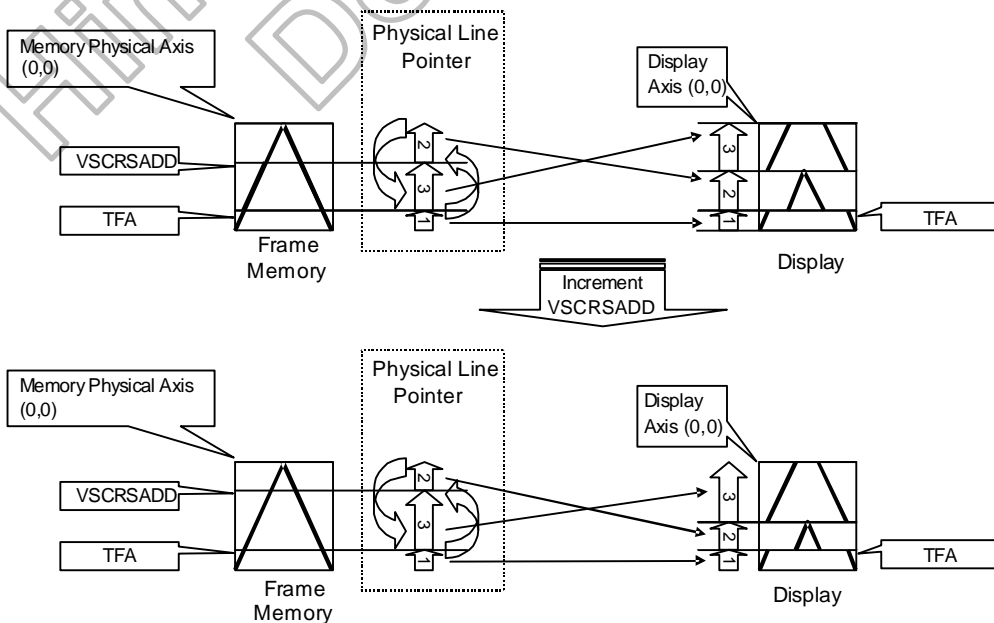 Physical Line
Pointer
Memory Physical Axis
(0,0)
Display
Axis (0,0)
VSCRSADD
TFA
2
3
1
3
2
1
TFA
Frame
Memory
Display
Increment
VSCRSADD
Physical Line
Pointer
Memory Physical Axis
(0,0)
Display
Axis (0,0)
VSCRSADD
TFA
2
3
1
3
2
1
TFA
Frame
Memory
Display